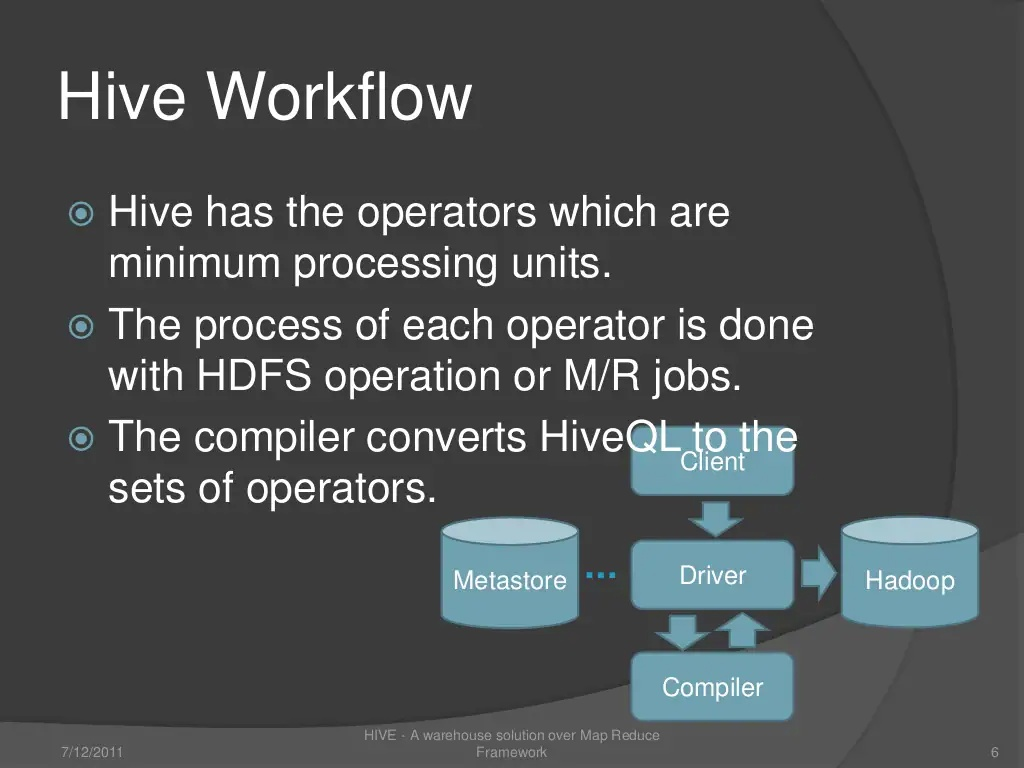 Hive Workflow
Hive has the operators which are
minimum processing units.
The process of each operator is done
with HDFS operation or M/R jobs.
The compiler converts HiveQL to the
sets of operators.
Client
Metastore
...
Driver
Hadoop
Compiler
7/12/2011
HIVE - A warehouse solution over Map Reduce
Framework
6